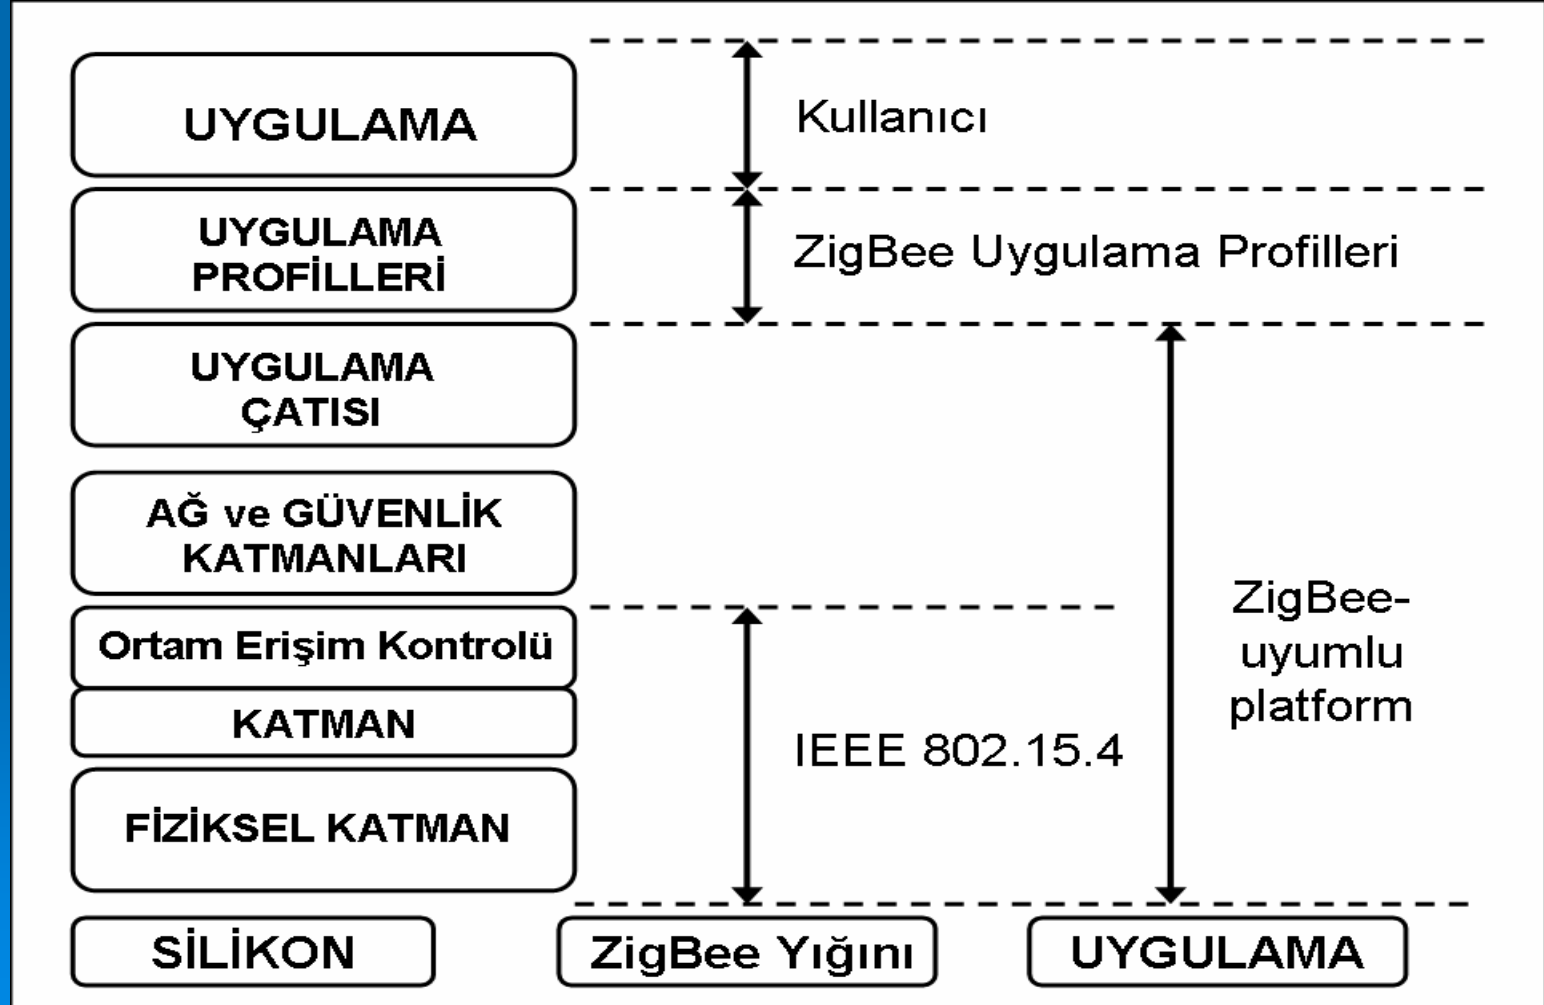 UYGULAMA
Kullanıcı
UYGULAMA
PROFİLLERİ
ZigBee Uygulama Profilleri
UYGULAMA
ÇATISI
AĞ ve GÜVENLİK
KATMANLARI
Ortam Erişim Kontrolü
KATMAN
FİZİKSEL KATMAN
IEEE 802.15.4
ZigBee-
uyumlu
platform
SİLİKON
ZigBee Yığını
UYGULAMA